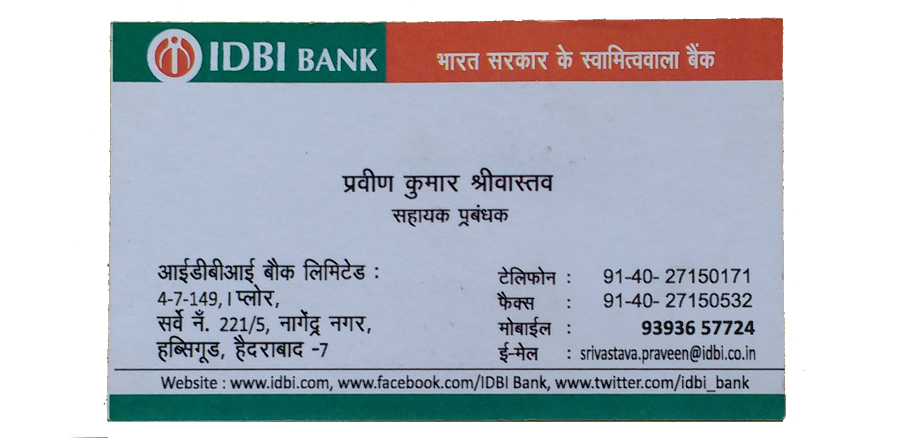 IDBI BANK भारत सरकार के स्वामित्ववाला बैंक
प्रवीण कुमार श्रीवास्तव
सहायक प्रबंधक
आईडीबीआई बौक लिमिटेड :
4-7-149, I प्लोर,
सर्वे नँ. 221/5, नागेंद्र नगर,
हब्सिगूड, हैदराबाद -7
टेलिफोन : 91-40- 27150171
फैक्स : 91-40- 27150532
मोबाईल : 93936 57724
ई-मेल : srivastava.praveen@idbi.co.in
Website : www.idbi.com, www.facebook.com/IDBI Bank, www.twitter.com/idbi_bank